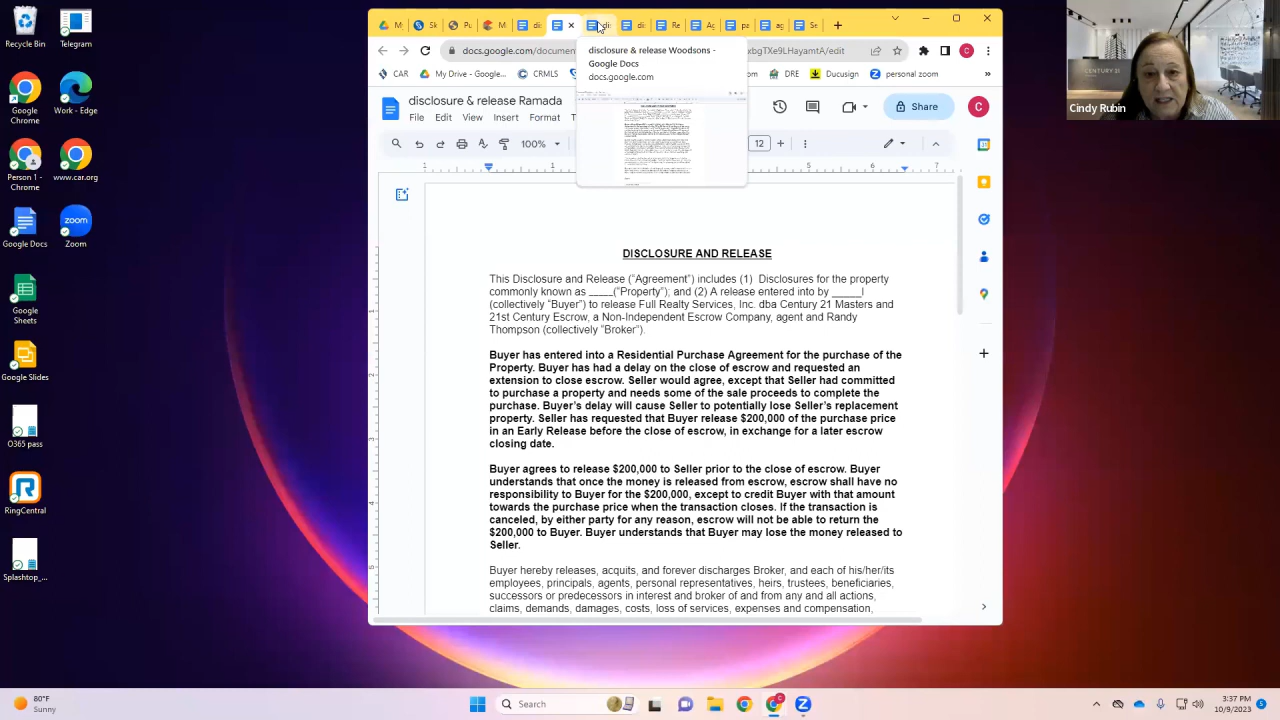 M
Sk
Pu
M
di
di
di
Re
Ag
pa
ag
Se
docs.google.com/documen
xbgTXe9LHayamtA/edit
CAR
My Drive - Google...
CRMLS
DRE
Ducusign
personal zoom
»
disclosure & release Woodsons -
Google Docs
docs.google.com
disclosure & release Ramada
Share
C
File
Edit
View
Insert
Format
T
100%
12
DISCLOSURE AND RELEASE
This Disclosure and Release (“Agreement”) includes (1)  Disclosures for the property
commonly known as ____(“Property”); and (2) A release entered into by _____
(collectively “Buyer”) to release Full Realty Services, Inc. dba Century 21 Masters and
21st Century Escrow, a Non-Independent Escrow Company, agent and Randy
Thompson (collectively “Broker”).
Buyer has entered into a Residential Purchase Agreement for the purchase of the
Property. Buyer has had a delay on the close of escrow and requested an
extension to close escrow. Seller would agree, except that Seller had committed
to purchase a property and needs some of the sale proceeds to complete the
purchase. Buyer’s delay will cause Seller to potentially lose Seller’s replacement
property. Seller has requested that Buyer release $200,000 of the purchase price
in an Early Release before the close of escrow, in exchange for a later escrow
closing date.
Buyer agrees to release $200,000 to Seller prior to the close of escrow. Buyer
understands that once the money is released from escrow, escrow shall have no
responsibility to Buyer for the $200,000, except to credit Buyer with that amount
towards the purchase price when the transaction closes. If the transaction is
canceled, by either party for any reason, escrow will not be able to return the
$200,000 to Buyer. Buyer understands that Buyer may lose the money released to
Seller.
Buyer hereby releases, acquits, and forever discharges Broker, and each of his/her/its
employees, principals, agents, personal representatives, heirs, trustees, beneficiaries,
successors or predecessors in interest and broker of and from any and all actions,
claims, demands, damages, costs, loss of services, expenses and compensation,
Recycle Bin
Telegram
Google
Chrome
Work - Edge
Person 1 -
Chrome
www.car.org
Google Docs
Zoom
Google
Sheets
Google Slides
O365 pass
RingCentral
Splashtop_...
CENTURY 21
Cindy Rubin
80°F
Sunny
Search
3:37 PM
10/9/2023